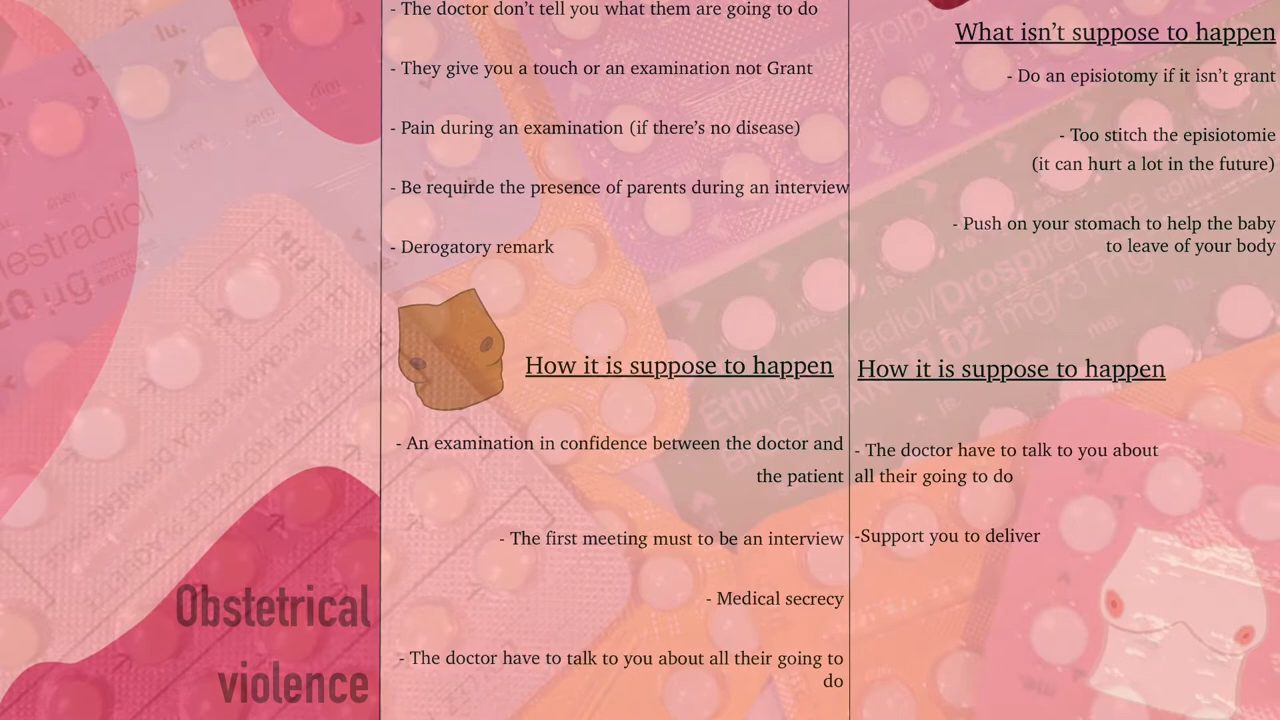 Obstetrical
violence
- The doctor don't tell you what them are going to do
- They give you a touch or an examination not Grant
- Pain during an examination (if there's no disease)
- Be requirde the presence of parents during an interview
- Derogatory remark
How it is suppose to happen
- An examination in confidence between the doctor and
the patient
- The first meeting must to be an interview
- Medical secrecy
- The doctor have to talk to you about all their going to
do
What isn't suppose to happen
- Do an episiotomy if it isn't grant
- Too stitch the episiotomie
(it can hurt a lot in the future)
- Push on your stomach to help the baby
to leave of your body
How it is suppose to happen
- The doctor have to talk to you about
all their going to do
-Support you to deliver